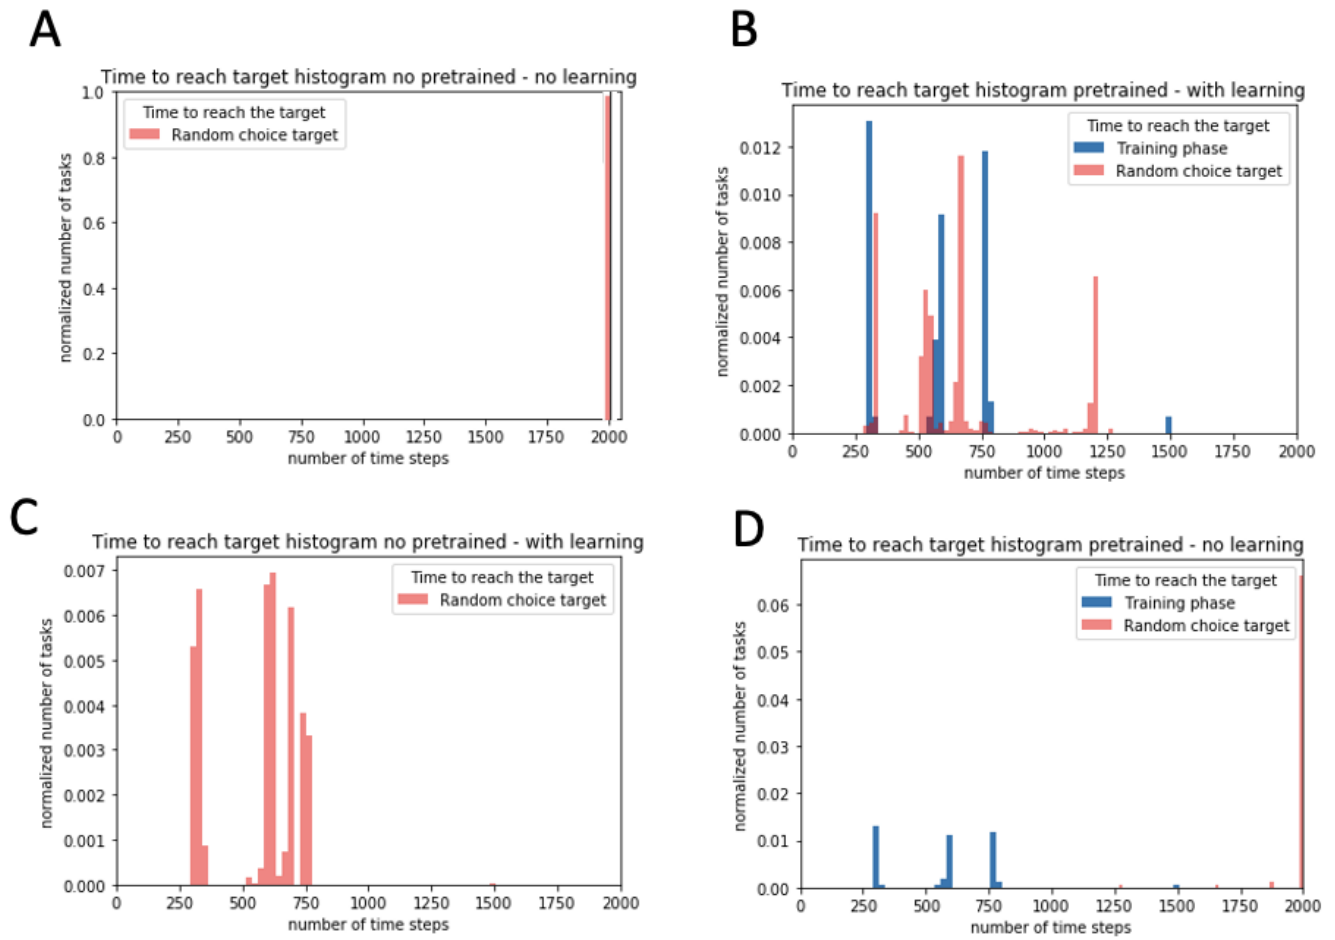 A
Time to reach target histogram no pretrained - no learning
Time to reach the target
Random choice target
normalized number of tasks
1.0
0.8
0.6
0.4
0.2
0.0
0 250 500 750 1000 1250 1500 1750 2000
number of time steps
B
Time to reach target histogram pretrained - with learning
Time to reach the target
Training phase
Random choice target
normalized number of tasks
0.012
0.010
0.008
0.006
0.004
0.002
0.000
0 250 500 750 1000 1250 1500 1750 2000
number of time steps
C
Time to reach target histogram no pretrained - with learning
Time to reach the target
Random choice target
normalized number of tasks
0.007
0.006
0.005
0.004
0.003
0.002
0.001
0.000
0 250 500 750 1000 1250 1500 1750 2000
number of time steps
D
Time to reach target histogram pretrained - no learning
Time to reach the target
Training phase
Random choice target
normalized number of tasks
0.06
0.05
0.04
0.03
0.02
0.01
0.00
0 250 500 750 1000 1250 1500 1750 2000
number of time steps